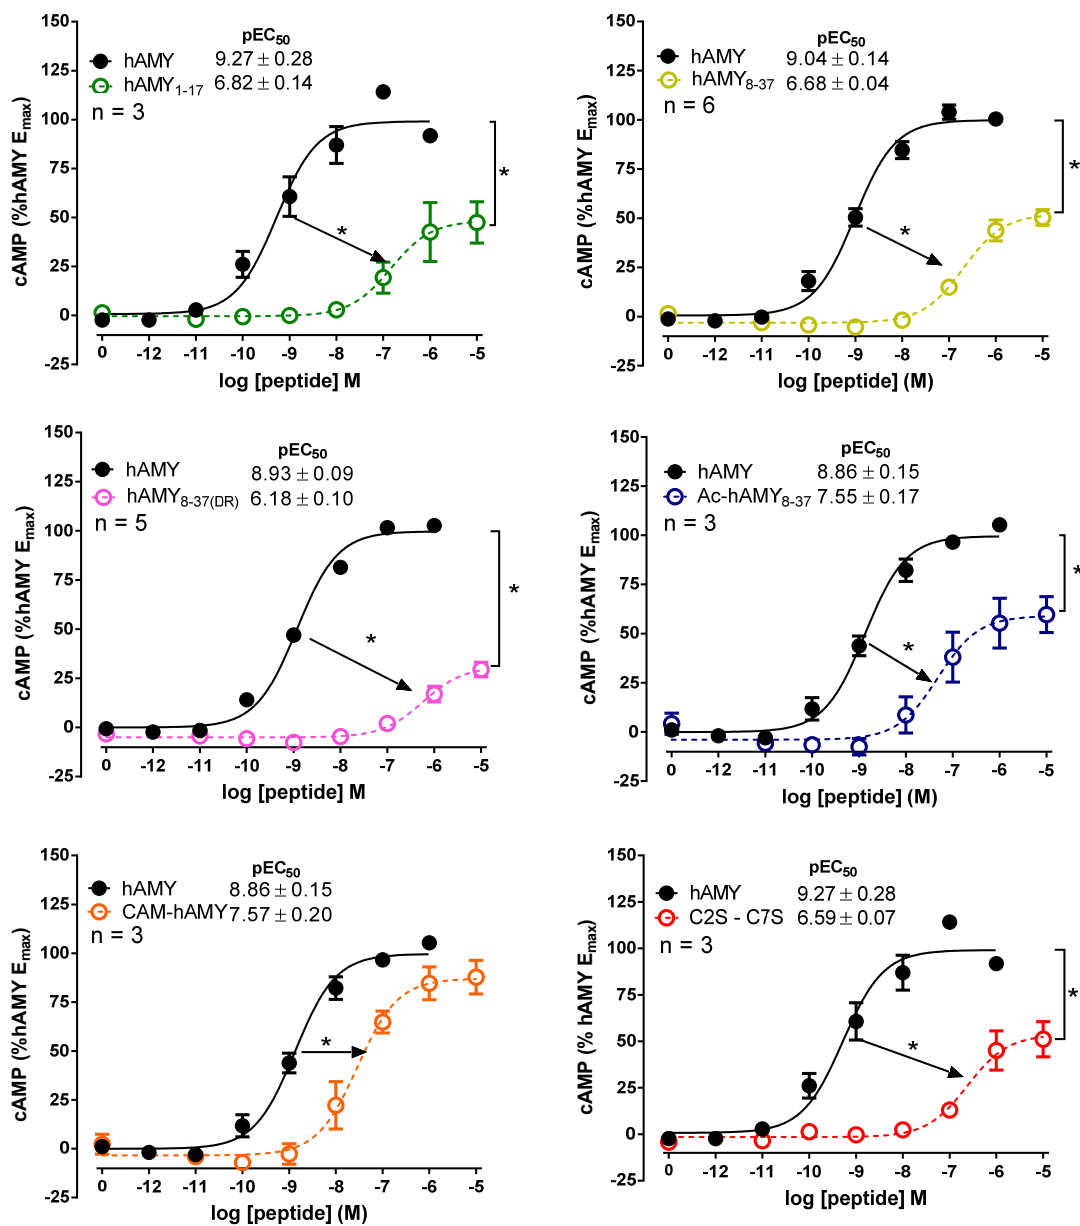 150
125
100
75
50
25
0
-25
cAMP (%hAMY Emax)
pEC50
hAMY 9.27 ± 0.28
hAMY1-17 6.82 ± 0.14
n = 3
*
*
0 -12 -11 -10 -9 -8 -7 -6 -5
log [peptide] M
150
125
100
75
50
25
0
-25
cAMP (%hAMY Emax)
pEC50
hAMY 9.04 ± 0.14
hAMY8-37 6.68 ± 0.04
n = 6
*
*
0 -12 -11 -10 -9 -8 -7 -6 -5
log [peptide] (M)
150
125
100
75
50
25
0
-25
cAMP (%hAMY Emax)
pEC50
hAMY 8.93 ± 0.09
hAMY8-37(DR) 6.18 ± 0.10
n = 5
*
*
0 -12 -11 -10 -9 -8 -7 -6 -5
log [peptide] M
150
125
100
75
50
25
0
-25
cAMP (%hAMY Emax)
pEC50
hAMY 8.86 ± 0.15
Ac-hAMY8-37 7.55 ± 0.17
n = 3
*
*
0 -12 -11 -10 -9 -8 -7 -6 -5
log [peptide] (M)
150
125
100
75
50
25
0
-25
cAMP (%hAMY Emax)
pEC50
hAMY 8.86 ± 0.15
CAM-hAMY 7.57 ± 0.20
n = 3
*
0 -12 -11 -10 -9 -8 -7 -6 -5
log [peptide] (M)
150
125
100
75
50
25
0
-25
cAMP (% hAMY Emax)
pEC50
hAMY 9.27 ± 0.28
C2S - C7S 6.59 ± 0.07
n = 3
*
*
0 -12 -11 -10 -9 -8 -7 -6 -5
log [peptide] M